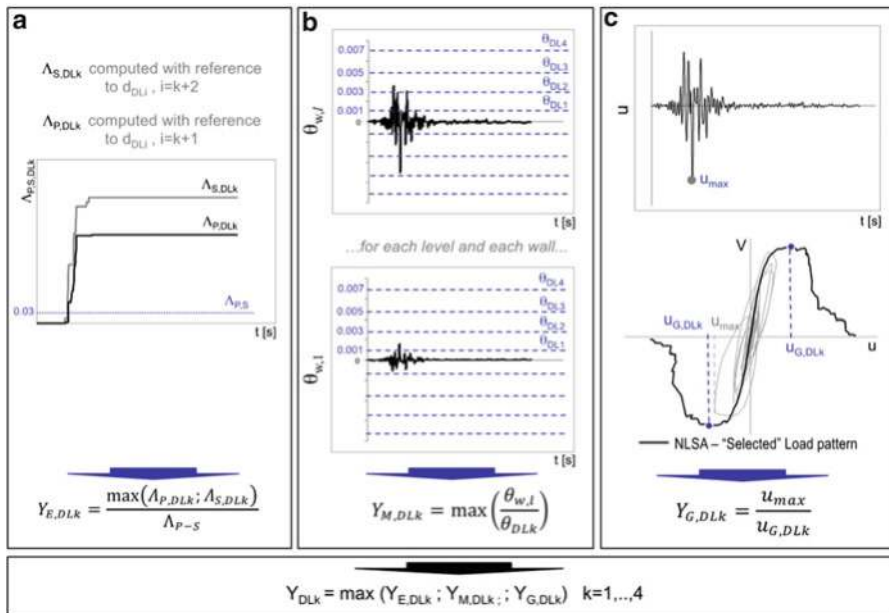 a
Λ_S,DLk computed with reference
to d_DLi , i=k+2
Λ_P,DLk computed with reference
to d_DLi , i=k+1
Λ_P,S,DLk
Λ_S,DLk
Λ_P,DLk
Λ_P,S
0.03
t [s]
Y_E,DLk = max(Λ_P,DLk; Λ_S,DLk) / Λ_P−S
b
θ_w,l
0.007 θ_DL4
0.005 θ_DL3
0.003 θ_DL2
0.001 θ_DL1
0
t [s]
...for each level and each wall...
θ_w,1
0.007 θ_DL4
0.005 θ_DL3
0.003 θ_DL2
0.001 θ_DL1
0
t [s]
Y_M,DLk = max(θ_w,l / θ_DLk)
c
u
u_max
t [s]
V
u_G,DLk
u_max
u_G,DLk
u
NLSA – “Selected” Load pattern
Y_G,DLk = u_max / u_G,DLk
Y_DLk = max (Y_E,DLk ; Y_M,DLk ; ; Y_G,DLk) k=1,..,4